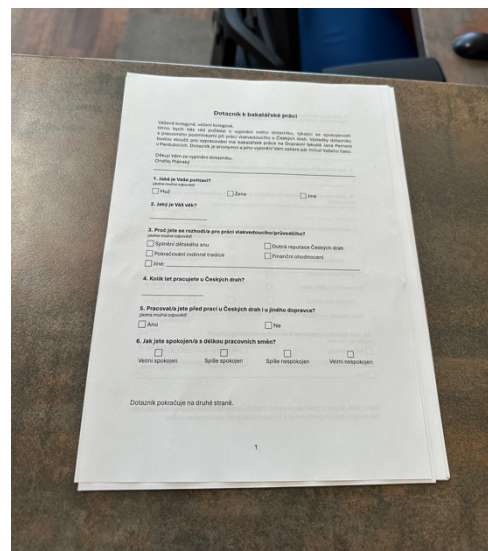 Dotazník k bakalářské práci
Vážené kolegyně, vážení kolegové,
tímto bych Vás rád požádal o vyplnění mého dotazníku, týkající se spokojenosti
s pracovními podmínkami při práci vlakvedoucího u Českých drah. Výsledky dotazníku
budou sloužit pro vypracování mé bakalářské práce na Dopravní fakultě Jana Pernera
v Pardubicích. Dotazník je anonymní a jeho vyplnění Vám zabere pár minut Vašeho času.
Děkuji Vám za vyplnění dotazníku.
Ondřej Plánský
1. Jaké je Vaše pohlaví?
(jedna možná odpověď)
Muž Žena Jiné
2. Jaký je Váš věk?
3. Proč jste se rozhodl/a pro práci vlakvedoucího/průvodčího?
(jedna možná odpověď)
Splnění dětského snu Dobrá reputace Českých drah
Pokračování rodinné tradice Finanční ohodnocení
Jiné:
4. Kolik let pracujete u Českých drah?
5. Pracoval/a jste před prací u Českých drah i u jiného dopravce?
(jedna možná odpověď)
Ano Ne
6. Jak jste spokojen/a s délkou pracovních směn?
Velmi spokojen Spíše spokojen Spíše nespokojen Velmi nespokojen
Dotazník pokračuje na druhé straně.
1